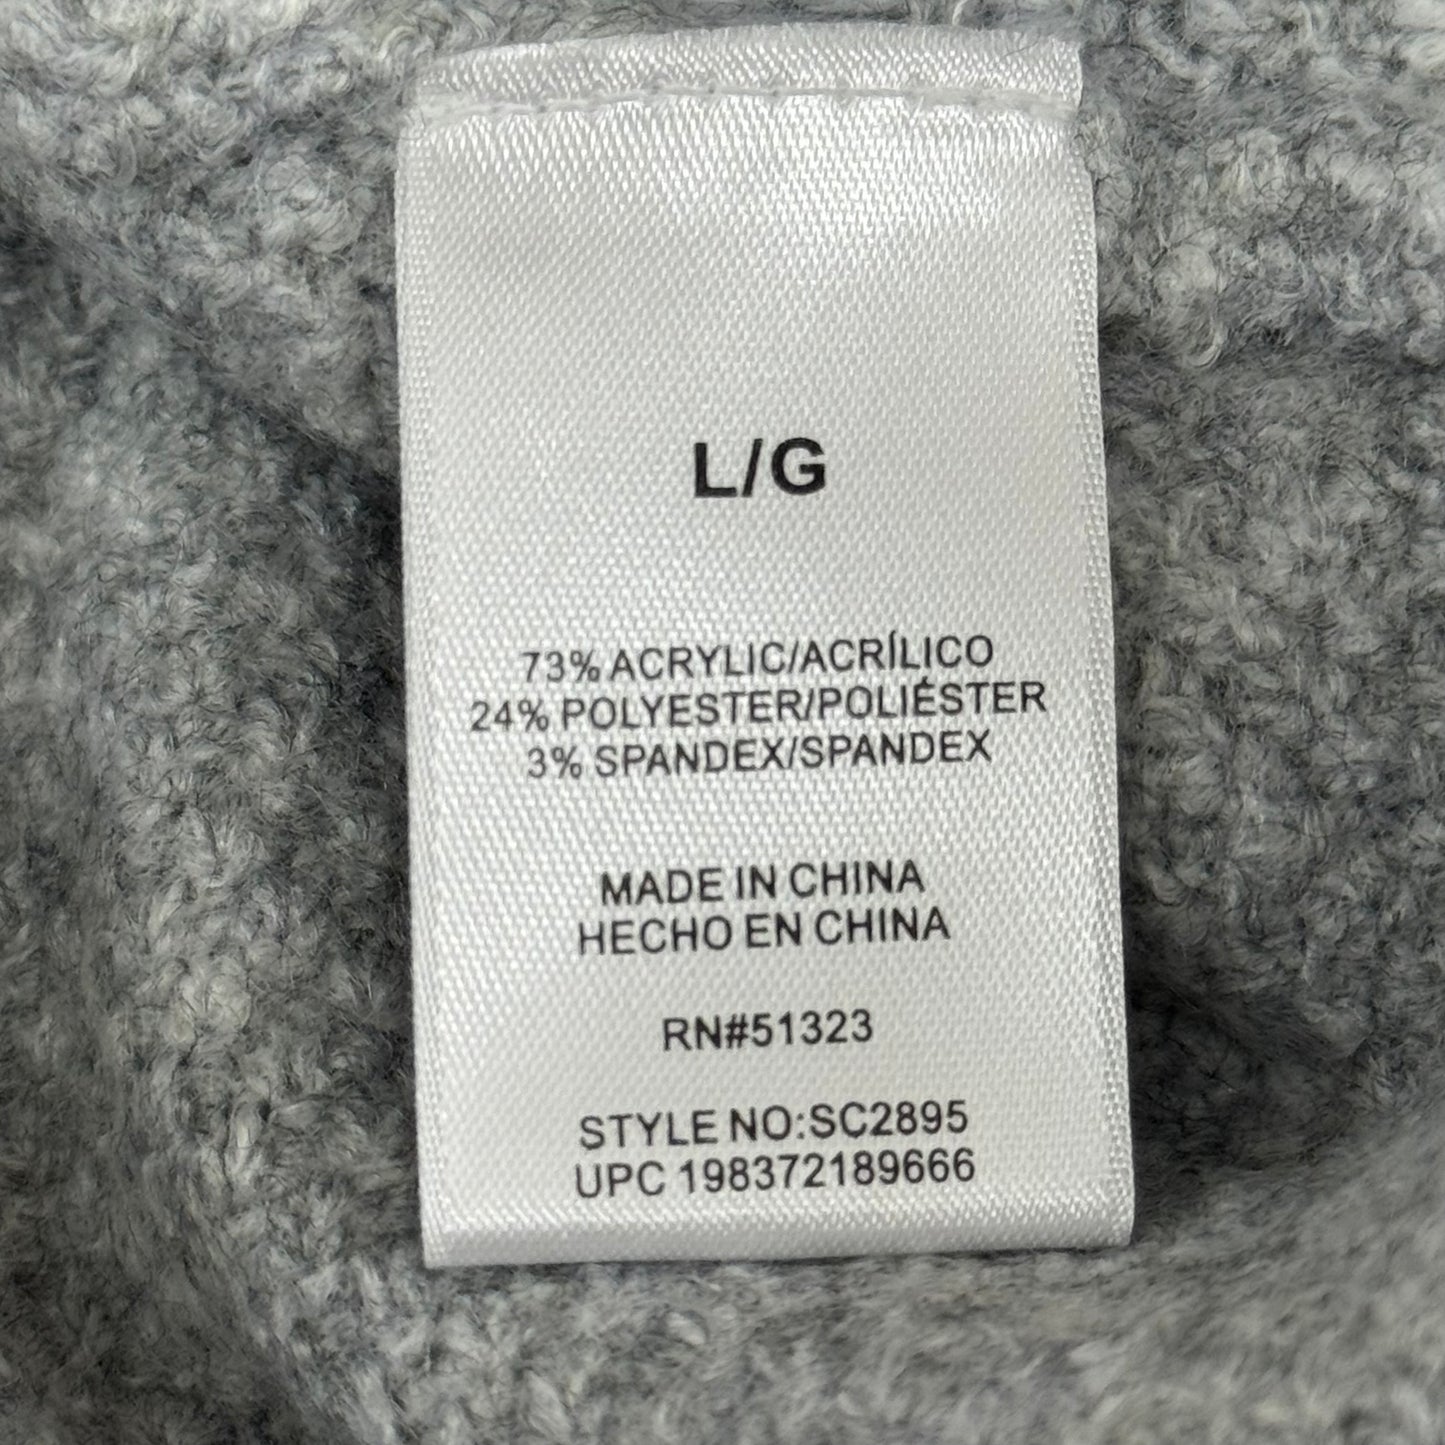 L/G
73% ACRYLIC/ACRÍLICO
24% POLYESTER/POLIÉSTER
3% SPANDEX/SPANDEX
MADE IN CHINA
HECHO EN CHINA
RN#51323
STYLE NO:SC2895
UPC 198372189666